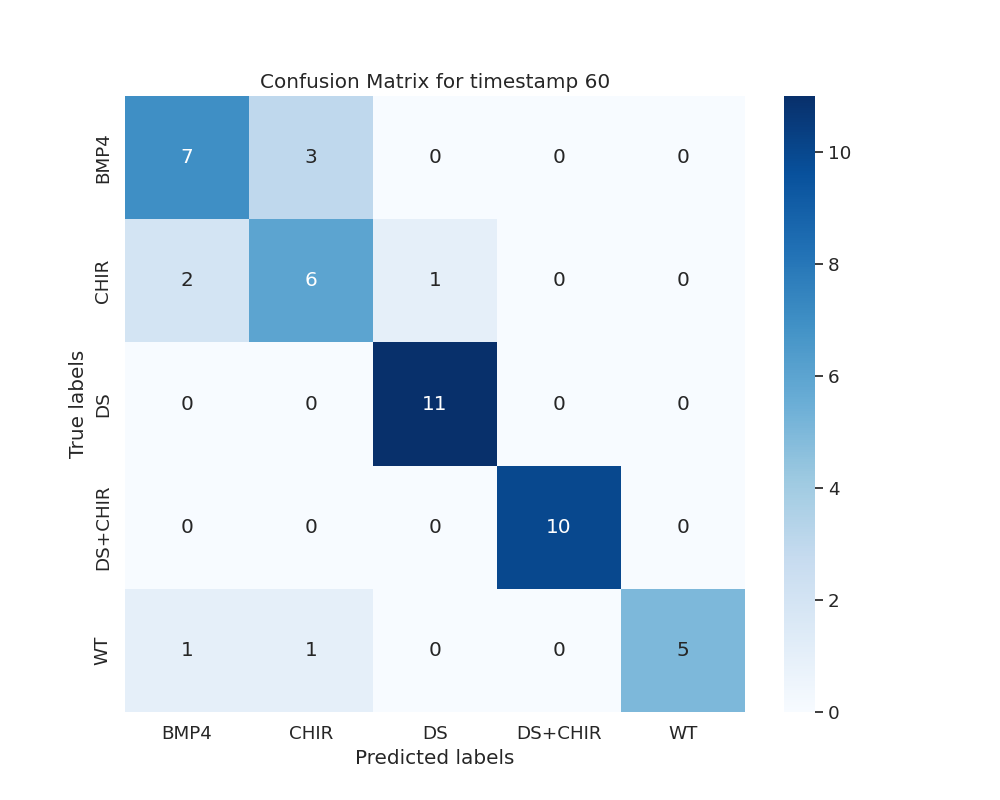 Confusion Matrix for timestamp 60
BMP4 7 3 0 0 0
CHIR 2 6 1 0 0
DS 0 0 11 0 0
DS+CHIR 0 0 0 10 0
WT 1 1 0 0 5
BMP4 CHIR DS DS+CHIR WT
Predicted labels
True labels
10
8
6
4
2
0